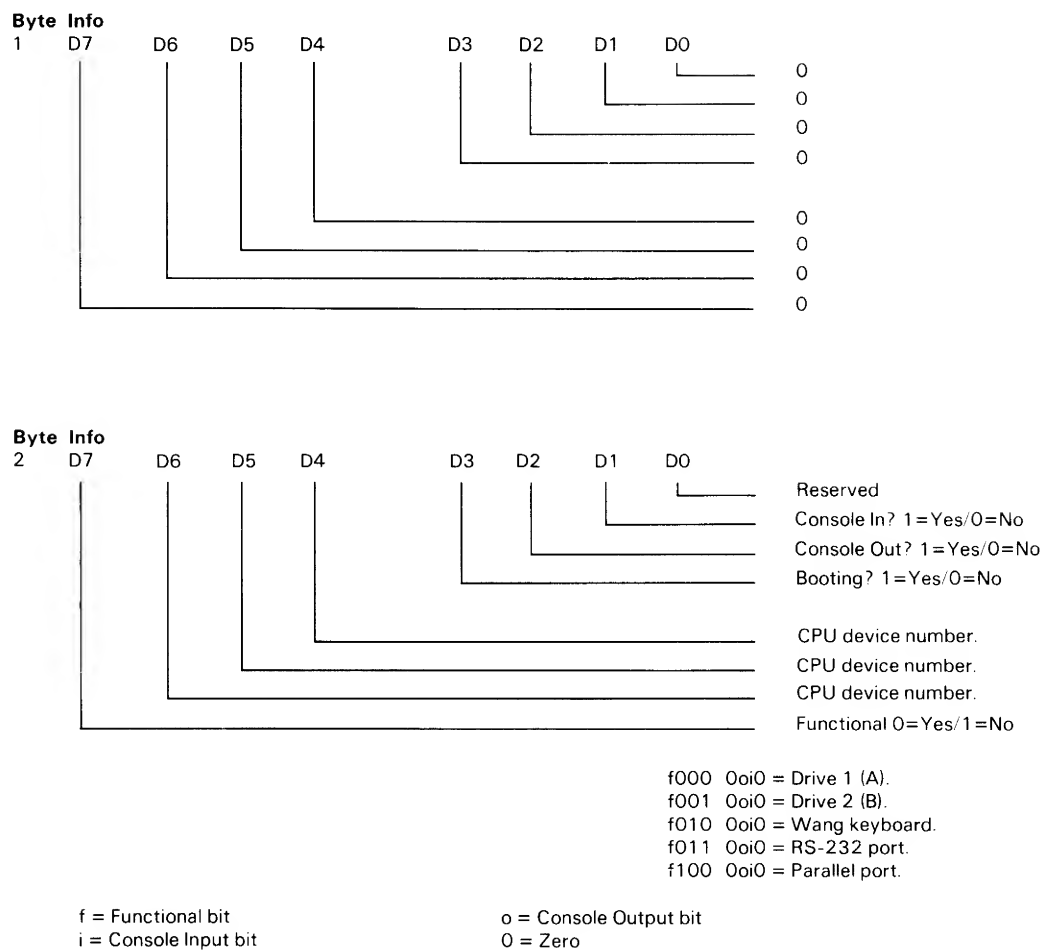 Byte Info
1 D7 D6 D5 D4 D3 D2 D1 D0
0
0
0
0
0
0
0
0
Byte Info
2 D7 D6 D5 D4 D3 D2 D1 D0
Reserved
Console In? 1=Yes/0=No
Console Out? 1=Yes/0=No
Booting? 1=Yes/0=No
CPU device number.
CPU device number.
CPU device number.
Functional 0=Yes/1=No
f000 0oi0 = Drive 1 (A).
f001 0oi0 = Drive 2 (B).
f010 0oi0 = Wang keyboard.
f011 0oi0 = RS-232 port.
f100 0oi0 = Parallel port.
f = Functional bit o = Console Output bit
i = Console Input bit 0 = Zero